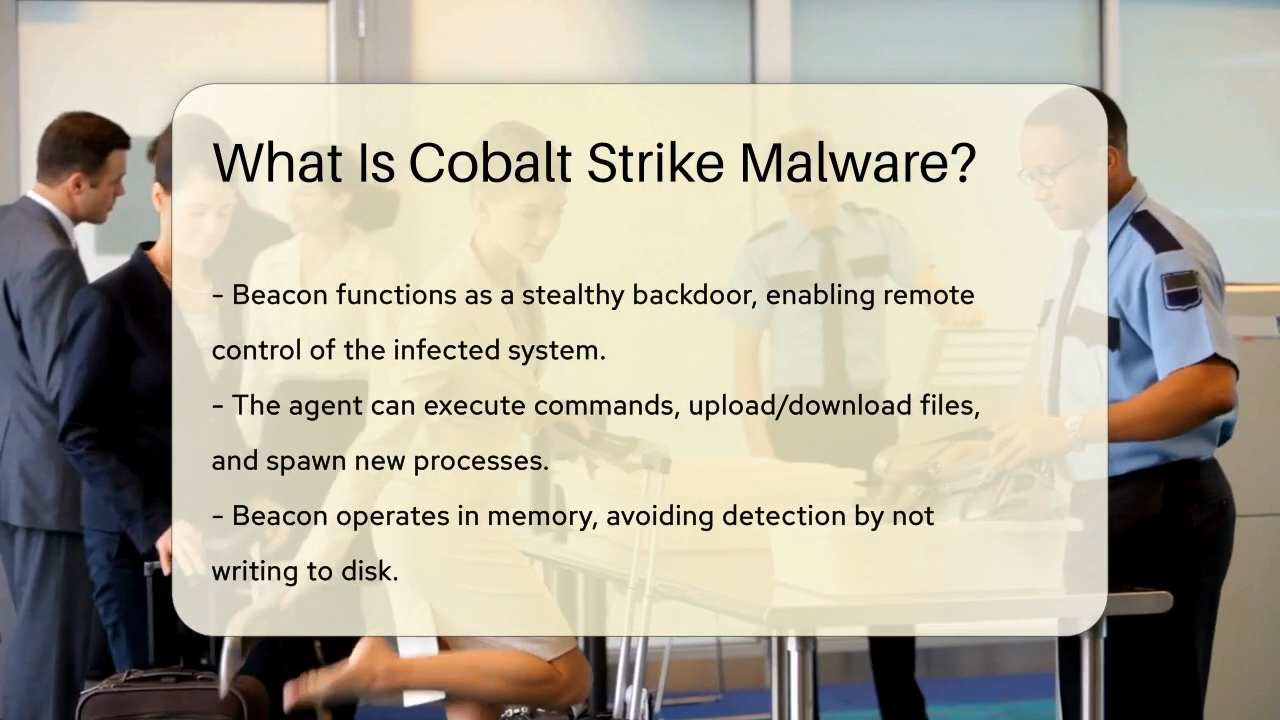 What Is Cobalt Strike Malware?
– Beacon functions as a stealthy backdoor, enabling remote
control of the infected system.
– The agent can execute commands, upload/download files,
and spawn new processes.
– Beacon operates in memory, avoiding detection by not
writing to disk.